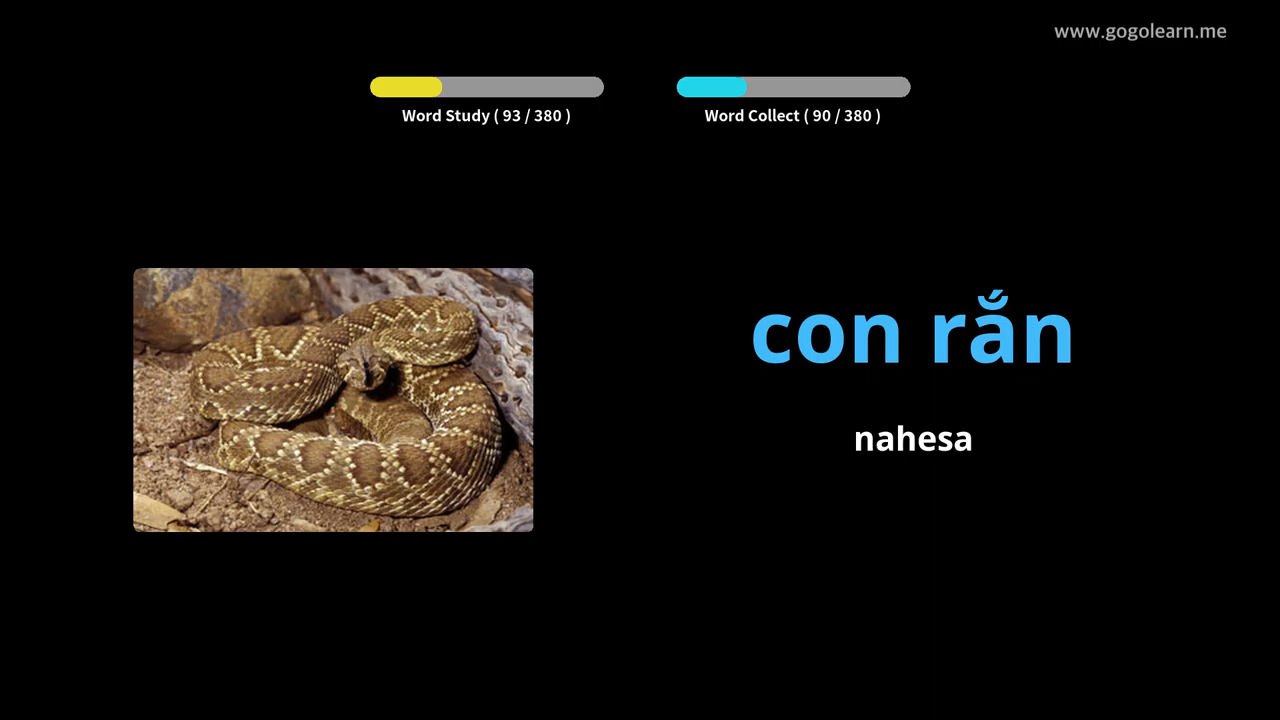 www.gogolearn.me
Word Study ( 93 / 380 )
Word Collect ( 90 / 380 )
con rắn
nahesa